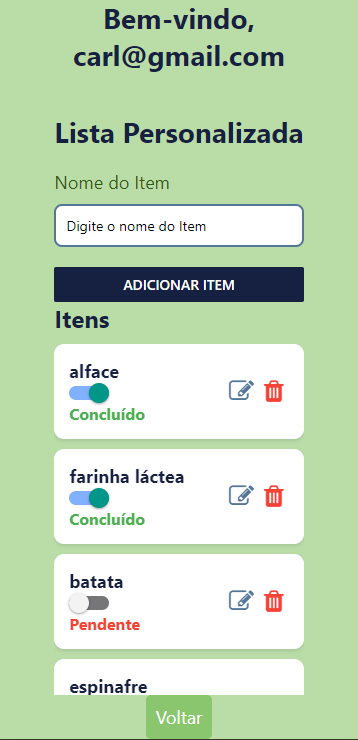 Bem-vindo,
carl@gmail.com
Lista Personalizada
Nome do Item
Digite o nome do Item
ADICIONAR ITEM
Itens
alface
Concluído
farinha láctea
Concluído
batata
Pendente
espinafre
Voltar